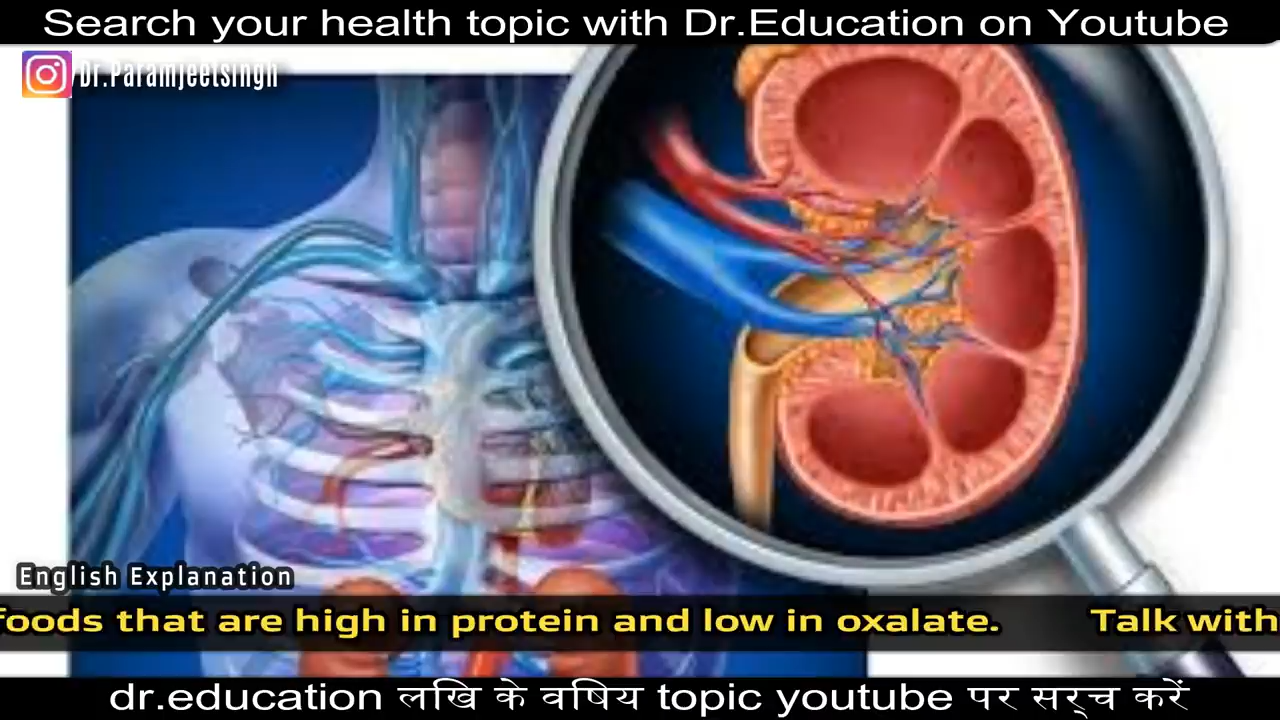 Search your health topic with Dr.Education on Youtube
Dr.Paramjeetsingh
English Explanation
foods that are high in protein and low in oxalate. Talk with
dr.education लखि के वषिय topic youtube पर सर्च करें